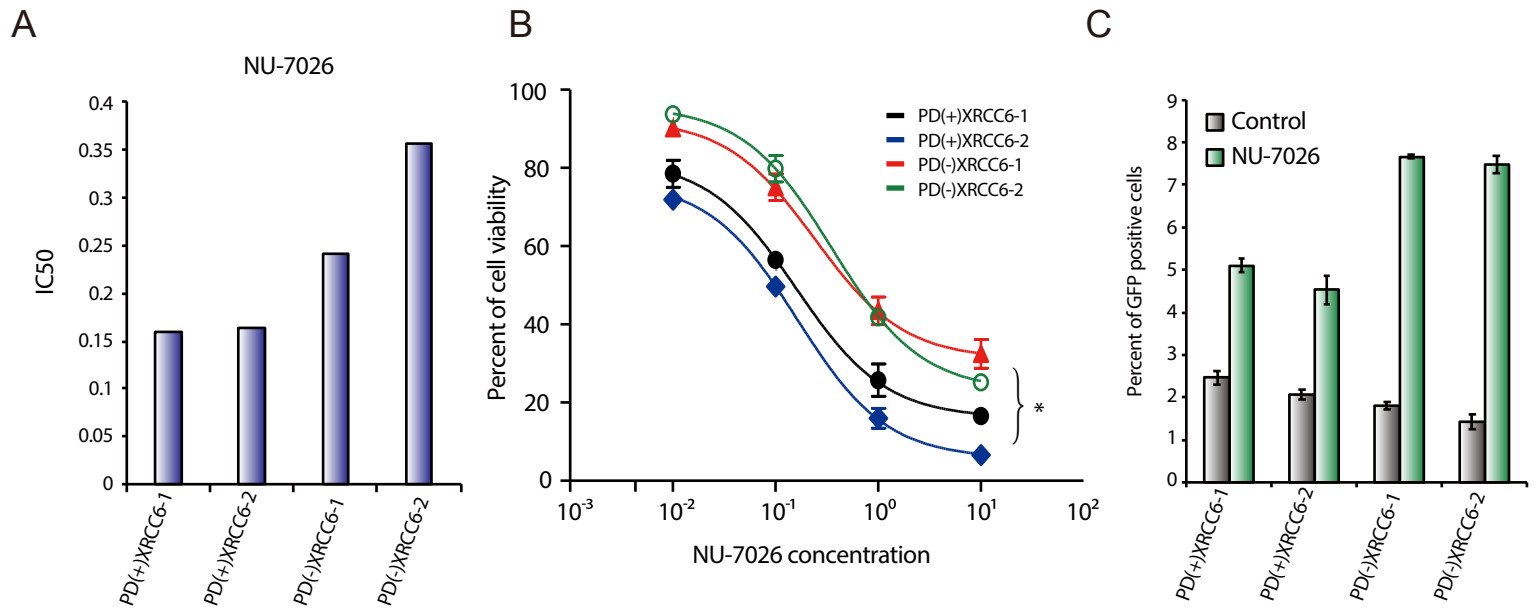 A
NU-7026
IC50
0.4
0.35
0.3
0.25
0.2
0.15
0.1
0.05
0
PD(+)XRCC6-1
PD(+)XRCC6-2
PD(-)XRCC6-1
PD(-)XRCC6-2
B
Percent of cell viability
100
80
60
40
20
0
10-3
10-2
10-1
100
101
102
NU-7026 concentration
PD(+)XRCC6-1
PD(+)XRCC6-2
PD(-)XRCC6-1
PD(-)XRCC6-2
*
C
Percent of GFP positive cells
9
8
7
6
5
4
3
2
1
0
Control
NU-7026
PD(+)XRCC6-1
PD(+)XRCC6-2
PD(-)XRCC6-1
PD(-)XRCC6-2